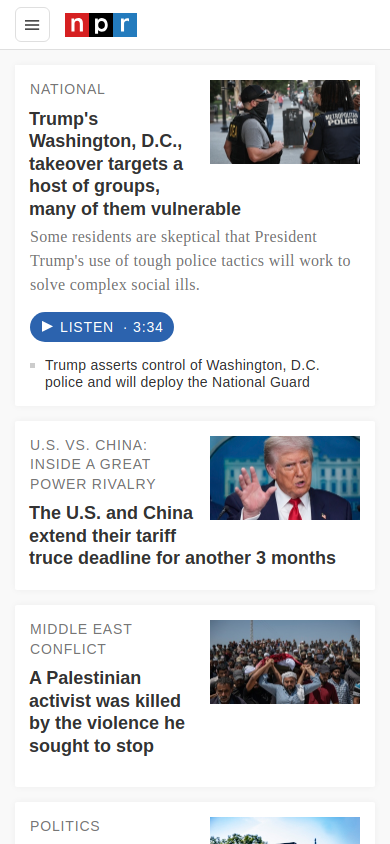 npr
NATIONAL
Trump's
Washington, D.C.,
takeover targets a
host of groups,
many of them vulnerable
METROPOLITAN
POLICE
Some residents are skeptical that President
Trump's use of tough police tactics will work to
solve complex social ills.
LISTEN · 3:34
Trump asserts control of Washington, D.C.
police and will deploy the National Guard
U.S. VS. CHINA:
INSIDE A GREAT
POWER RIVALRY
The U.S. and China
extend their tariff
truce deadline for another 3 months
MIDDLE EAST
CONFLICT
A Palestinian
activist was killed
by the violence he
sought to stop
POLITICS